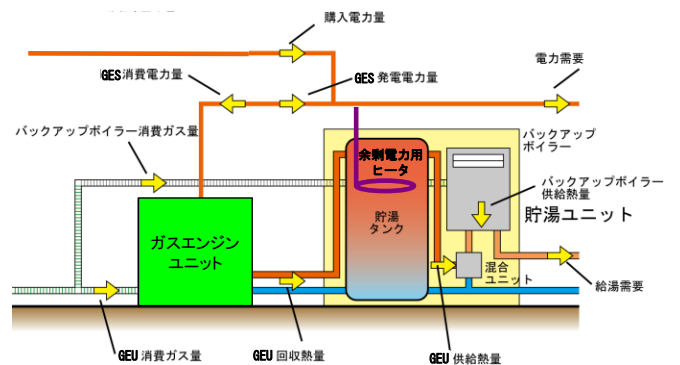 購入電力量
GES消費電力量
GES 発電電力量
電力需要
バックアップボイラー消費ガス量
余剰電力用
ヒータ
バックアップ
ボイラー
バックアップボイラー
供給熱量
貯湯ユニット
貯湯
タンク
ガスエンジン
ユニット
混合
ユニット
給湯需要
GEU 消費ガス量
GEU 回収熱量
GEU 供給熱量